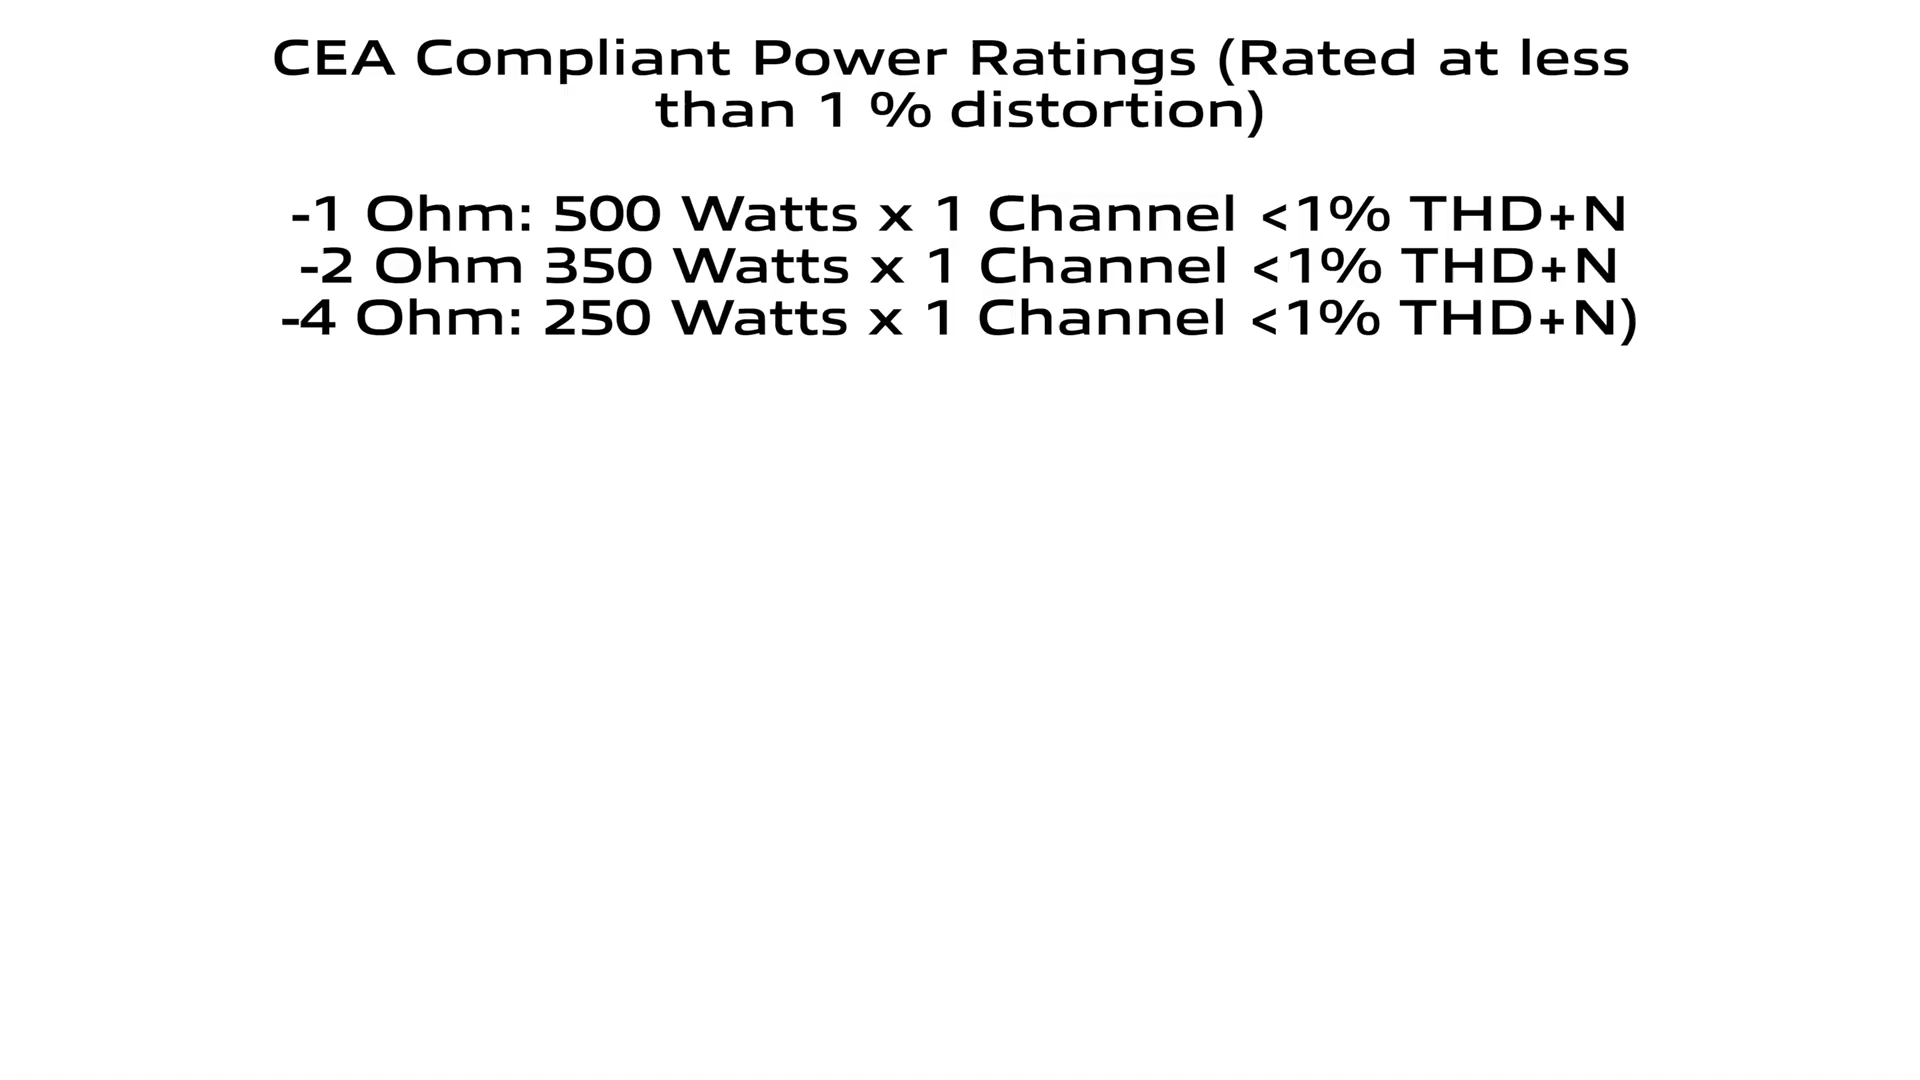 CEA Compliant Power Ratings (Rated at less
than 1 % distortion)
-1 Ohm: 500 Watts x 1 Channel <1% THD+N
-2 Ohm 350 Watts x 1 Channel <1% THD+N
-4 Ohm: 250 Watts x 1 Channel <1% THD+N)